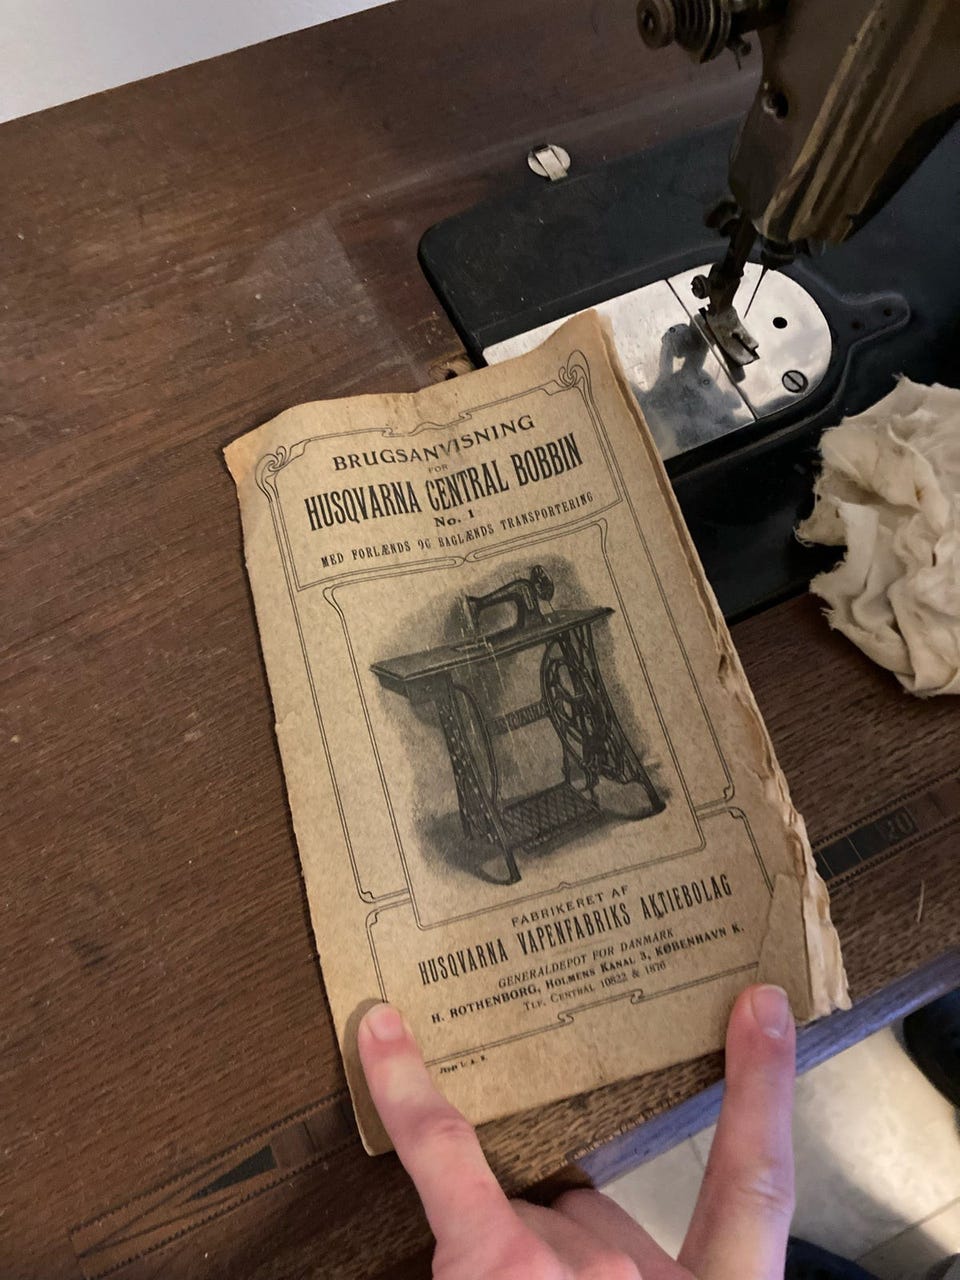 BRUGSANVISNING
FOR
HUSQVARNA CENTRAL BOBBIN
No. 1
MED FORLÆNDS OG BAGLÆNDS TRANSPORTERING
FABRIKERET AF
HUSQVARNA VAPENFABRIKS AKTIEBOLAG
GENERALDEPOT FOR DANMARK
H. ROTHENBORG, HOLMENS KANAL 3, KØBENHAVN K.
TLF. CENTRAL 10822 & 1876
20